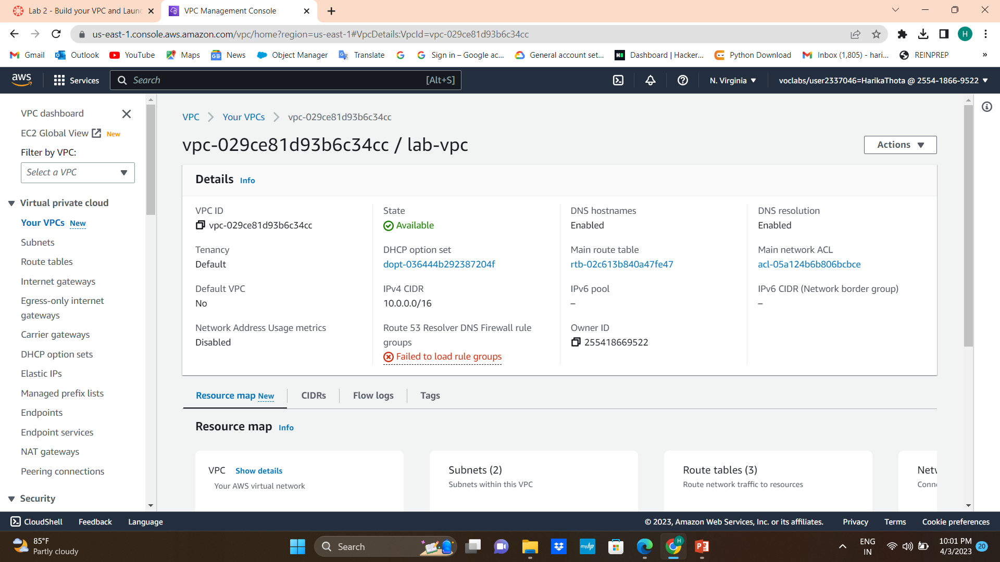 Lab 2 - Build your VPC and Laun
VPC Management Console
us-east-1.console.aws.amazon.com/vpc/home?region=us-east-1#VpcDetails:VpcId=vpc-029ce81d93b6c34cc
H
Gmail
Outlook
YouTube
Maps
News
Object Manager
Translate
Sign in – Google ac...
General account set...
Dashboard | Hacker...
Python Download
Inbox (1,805) - hari...
REINPREP
»
aws
Services
Search
[Alt+S]
N. Virginia
voclabs/user2337046=HarikaThota @ 2554-1866-9522
VPC dashboard
EC2 Global View New
Filter by VPC:
Select a VPC
Virtual private cloud
Your VPCs New
Subnets
Route tables
Internet gateways
Egress-only internet
gateways
Carrier gateways
DHCP option sets
Elastic IPs
Managed prefix lists
Endpoints
Endpoint services
NAT gateways
Peering connections
Security
VPC
Your VPCs
vpc-029ce81d93b6c34cc
vpc-029ce81d93b6c34cc / lab-vpc
Actions
Details Info
VPC ID
vpc-029ce81d93b6c34cc
State
Available
DNS hostnames
Enabled
DNS resolution
Enabled
Tenancy
Default
DHCP option set
dopt-036444b292387204f
Main route table
rtb-02c613b840a47fe47
Main network ACL
acl-05a124b6b806bcbce
Default VPC
No
IPv4 CIDR
10.0.0.0/16
IPv6 pool
–
IPv6 CIDR (Network border group)
–
Network Address Usage metrics
Disabled
Route 53 Resolver DNS Firewall rule
groups
Failed to load rule groups
Owner ID
255418669522
Resource map New
CIDRs
Flow logs
Tags
Resource map Info
VPC Show details
Your AWS virtual network
Subnets (2)
Subnets within this VPC
Route tables (3)
Route network traffic to resources
Netw
Conne
CloudShell
Feedback
Language
© 2023, Amazon Web Services, Inc. or its affiliates.
Privacy
Terms
Cookie preferences
85°F
Partly cloudy
Search
myhp
H
P
ENG
IN
10:01 PM
4/3/2023
20